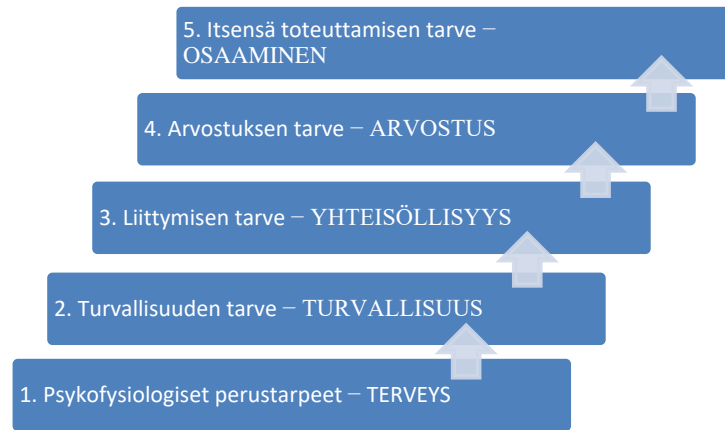 5. Itsensä toteuttamisen tarve –
OSAAMINEN
4. Arvostuksen tarve – ARVOSTUS
3. Liittymisen tarve – YHTEISÖLLISYYS
2. Turvallisuuden tarve – TURVALLISUUS
1. Psykofysiologiset perustarpeet – TERVEYS